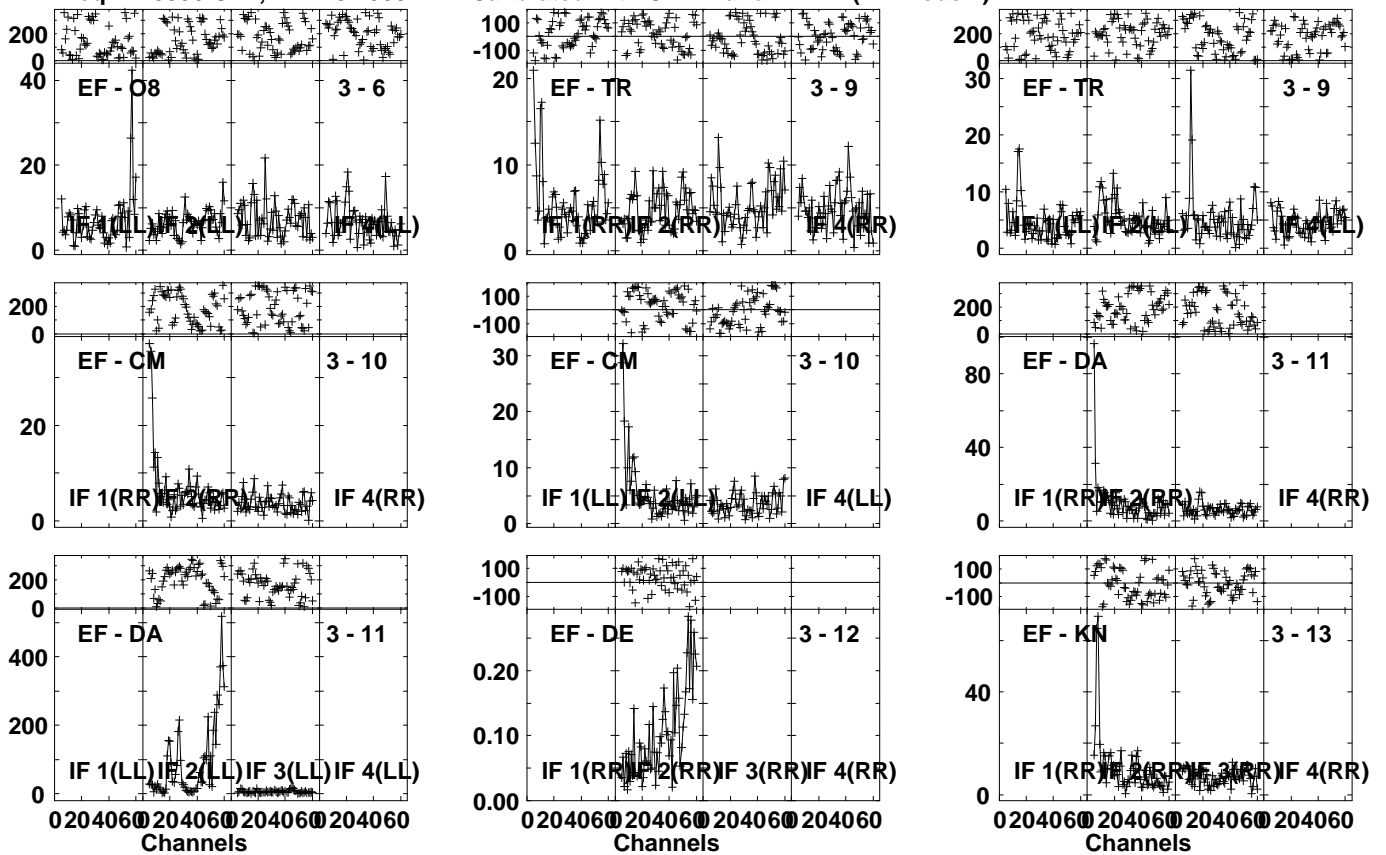 200
0
100
-100
200
0
EF - O8 3 - 6
EF - TR 3 - 9
EF - TR 3 - 9
40
20
0
20
10
0
30
20
10
0
IF 1(LL) IF 2(LL) IF 4(LL)
IF 1(RR) IF 2(RR) IF 4(RR)
IF 1(LL) IF 2(LL) IF 4(LL)
200
0
100
-100
200
0
EF - CM 3 - 10
EF - CM 3 - 10
EF - DA 3 - 11
20
0
30
20
10
0
80
40
0
IF 1(RR) IF 2(RR) IF 4(RR)
IF 1(LL) IF 2(LL) IF 4(LL)
IF 1(RR) IF 2(RR) IF 4(RR)
200
0
100
-100
100
-100
EF - DA 3 - 11
EF - DE 3 - 12
EF - KN 3 - 13
400
200
0
0.20
0.10
0.00
40
0
IF 1(LL) IF 2(LL) IF 3(LL) IF 4(LL)
IF 1(RR) IF 2(RR) IF 3(RR) IF 4(RR)
IF 1(RR) IF 2(RR) IF 3(RR) IF 4(RR)
0 20 40 60 0 20 40 60 0 20 40 60 0 20 40 60
0 20 40 60 0 20 40 60 0 20 40 60 0 20 40 60
0 20 40 60 0 20 40 60 0 20 40 60 0 20 40 60
Channels
Channels
Channels